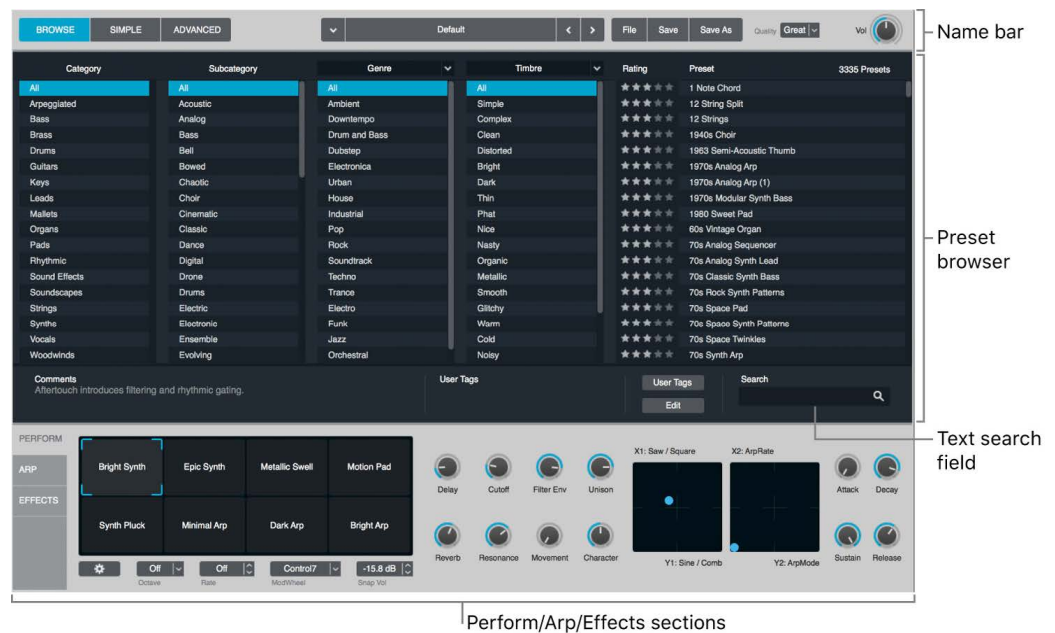 BROWSE SIMPLE ADVANCED Default File Save Save As Quality Great Vol
Name bar
Category Subcategory Genre Timbre Rating Preset 3335 Presets
All All All All 1 Note Chord
Arpeggiated Acoustic Ambient Simple 12 String Split
Bass Analog Downtempo Complex 12 Strings
Brass Bass Drum and Bass Clean 1940s Choir
Drums Bell Dubstep Distorted 1963 Semi-Acoustic Thumb
Guitars Bowed Electronica Bright 1970s Analog Arp
Keys Chaotic Urban Dark 1970s Analog Arp (1)
Leads Choir House Thin 1970s Modular Synth Bass
Mallets Cinematic Industrial Phat 1980 Sweet Pad
Organs Classic Pop Nice 60s Vintage Organ
Pads Dance Rock Nasty 70s Analog Sequencer
Rhythmic Digital Soundtrack Organic 70s Analog Synth Lead
Sound Effects Drone Techno Metallic 70s Classic Synth Bass
Soundscapes Drums Trance Smooth 70s Rock Synth Patterns
Strings Electric Electro Glitchy 70s Space Pad
Synths Electronic Funk Warm 70s Space Synth Patterns
Vocals Ensemble Jazz Cold 70s Space Twinkles
Woodwinds Evolving Orchestral Noisy 70s Synth Arp
Preset
browser
Comments User Tags User Tags Search
Aftertouch introduces filtering and rhythmic gating.
Edit
Text search
field
PERFORM
ARP
EFFECTS
Bright Synth Epic Synth Metallic Swell Motion Pad
Synth Pluck Minimal Arp Dark Arp Bright Arp
Off Off Control7 -15.8 dB
Octave Rate ModWheel Snap Vol
Delay Cutoff Filter Env Unison
Reverb Resonance Movement Character
X1: Saw / Square X2: ArpRate
Y1: Sine / Comb Y2: ArpMode
Attack Decay
Sustain Release
Perform/Arp/Effects sections